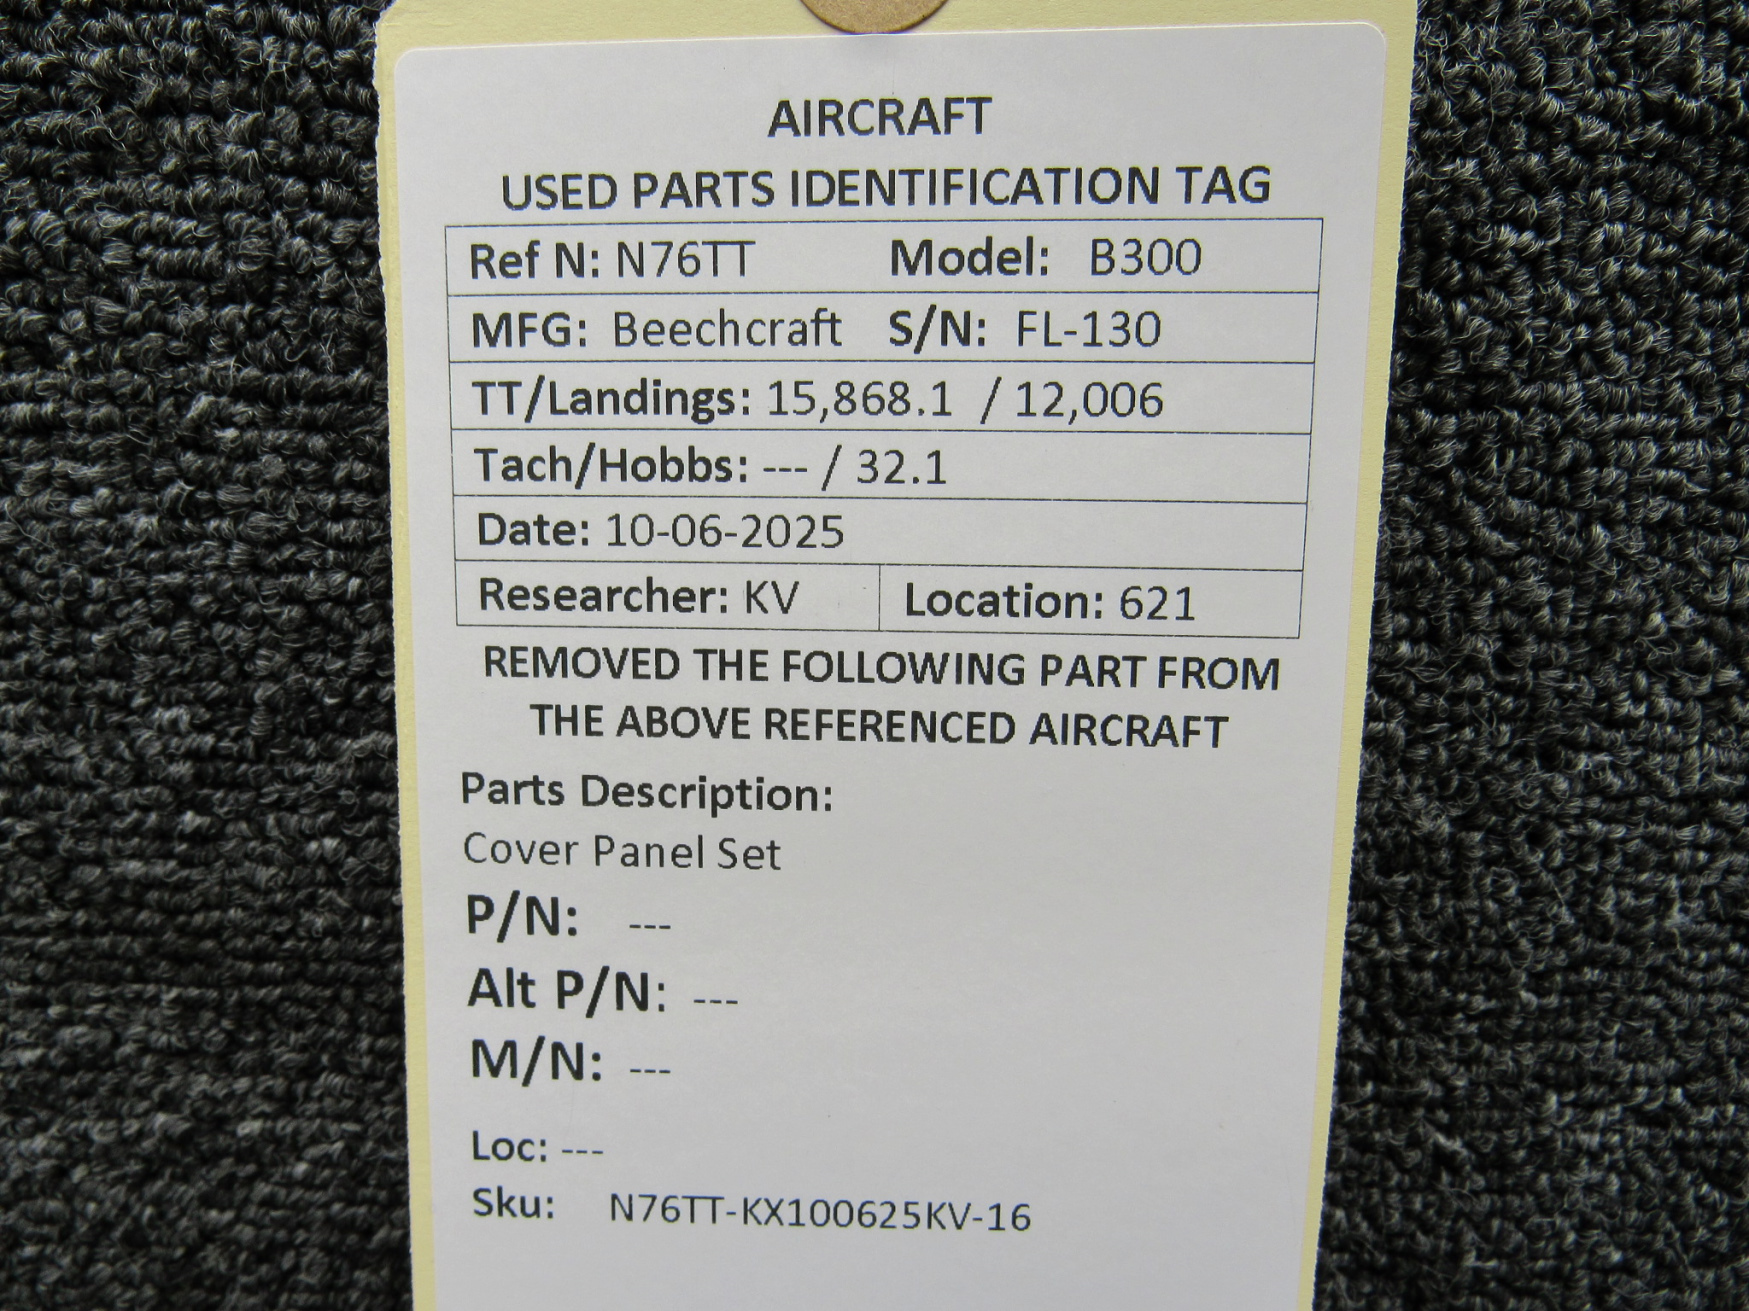 AIRCRAFT
USED PARTS IDENTIFICATION TAG
Ref N: N76TT Model: B300
MFG: Beechcraft S/N: FL-130
TT/Landings: 15,868.1 / 12,006
Tach/Hobbs: --- / 32.1
Date: 10-06-2025
Researcher: KV Location: 621
REMOVED THE FOLLOWING PART FROM
THE ABOVE REFERENCED AIRCRAFT
Parts Description:
Cover Panel Set
P/N: ---
Alt P/N: ---
M/N: ---
Loc: ---
Sku: N76TT-KX100625KV-16